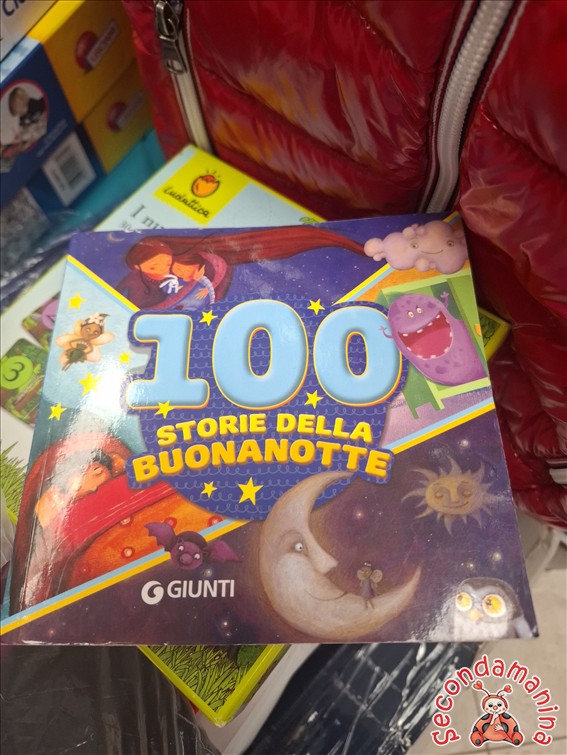 Ludattica
I
100
STORIE DELLA
BUONANOTTE
GIUNTI
3
Secondamanina